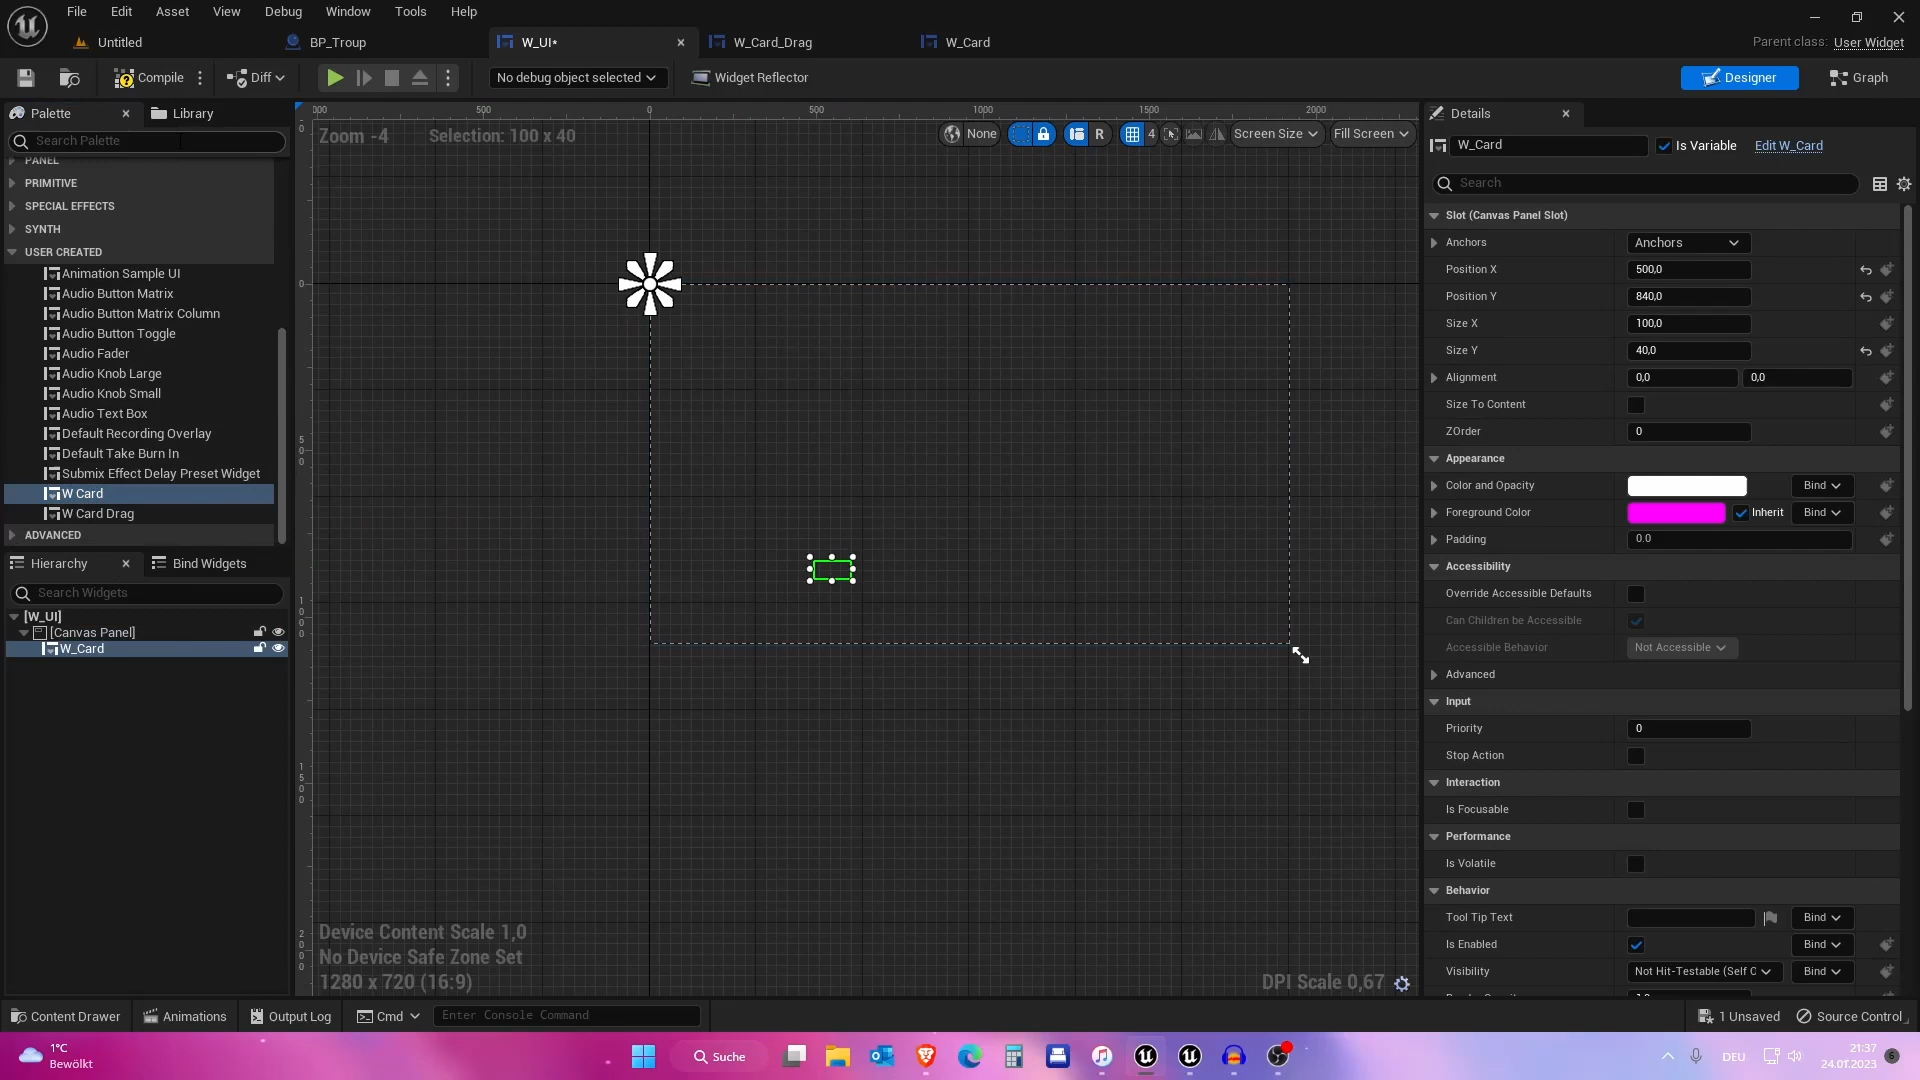 File Edit Asset View Debug Window Tools Help
Untitled BP_Troup W_UI* W_Card_Drag W_Card Parent class: User Widget
Compile Diff No debug object selected Widget Reflector Designer Graph
Palette Library
Search Palette
PANEL
PRIMITIVE
SPECIAL EFFECTS
SYNTH
USER CREATED
Animation Sample UI
Audio Button Matrix
Audio Button Matrix Column
Audio Button Toggle
Audio Fader
Audio Knob Large
Audio Knob Small
Audio Text Box
Default Recording Overlay
Default Take Burn In
Submix Effect Delay Preset Widget
W Card
W Card Drag
ADVANCED
Hierarchy Bind Widgets
Search Widgets
[W_UI]
[Canvas Panel]
W_Card
000 500 0 500 1000 1500 2000
Zoom -4 Selection: 100 x 40 None R 4 Screen Size Fill Screen
0
0
500
1000
1500
2000
Device Content Scale 1,0
No Device Safe Zone Set
1280 x 720 (16:9) DPI Scale 0,67
Details
W_Card Is Variable Edit W_Card
Search
Slot (Canvas Panel Slot)
Anchors Anchors
Position X 500,0
Position Y 840,0
Size X 100,0
Size Y 40,0
Alignment 0,0 0,0
Size To Content
ZOrder 0
Appearance
Color and Opacity Bind
Foreground Color Inherit Bind
Padding 0.0
Accessibility
Override Accessible Defaults
Can Children be Accessible
Accessible Behavior Not Accessible
Advanced
Input
Priority 0
Stop Action
Interaction
Is Focusable
Performance
Is Volatile
Behavior
Tool Tip Text Bind
Is Enabled Bind
Visibility Not Hit-Testable (Self C Bind
Content Drawer Animations Output Log Cmd Enter Console Command 1 Unsaved Source Control
1°C
Bewölkt
Suche
DEU
21:37
24.01.2023 6